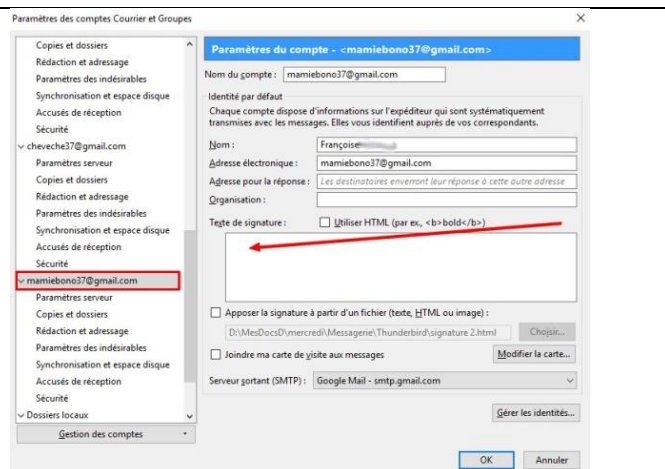 Paramètres des comptes Courrier et Groupes
Copies et dossiers
Rédaction et adressage
Paramètres des indésirables
Synchronisation et espace disque
Accusés de réception
Sécurité
cheveche37@gmail.com
Paramètres serveur
Copies et dossiers
Rédaction et adressage
Paramètres des indésirables
Synchronisation et espace disque
Accusés de réception
Sécurité
mamiebono37@gmail.com
Paramètres serveur
Copies et dossiers
Rédaction et adressage
Paramètres des indésirables
Synchronisation et espace disque
Accusés de réception
Sécurité
Dossiers locaux
Gestion des comptes
Paramètres du compte - <mamiebono37@gmail.com>
Nom du compte : mamiebono37@gmail.com
Identité par défaut
Chaque compte dispose d'informations sur l'expéditeur qui sont systématiquement
transmises avec les messages. Elles vous identifient auprès de vos correspondants.
Nom : Françoise
Adresse électronique : mamiebono37@gmail.com
Adresse pour la réponse : Les destinataires enverront leur réponse à cette autre adresse
Organisation :
Texte de signature : Utiliser HTML (par ex., <b>bold</b>)
Apposer la signature à partir d'un fichier (texte, HTML ou image) :
D:\MesDocsD\mercredi\Messagerie\Thunderbird\signature 2.html Choisir...
Joindre ma carte de visite aux messages Modifier la carte...
Serveur sortant (SMTP) : Google Mail - smtp.gmail.com
Gérer les identités...
OK Annuler